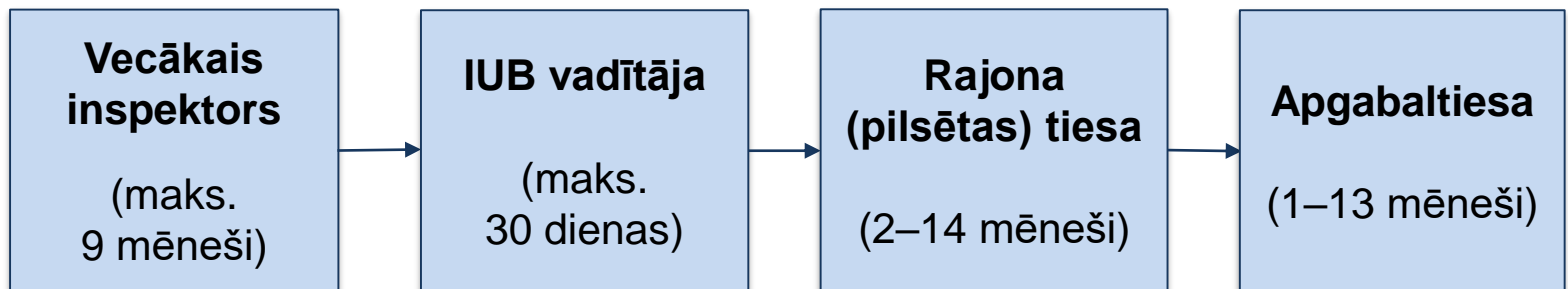 Vecākais
inspektors
(maks.
9 mēneši)
IUB vadītāja
(maks.
30 dienas)
Rajona
(pilsētas) tiesa
(2–14 mēneši)
Apgabaltiesa
(1–13 mēneši)